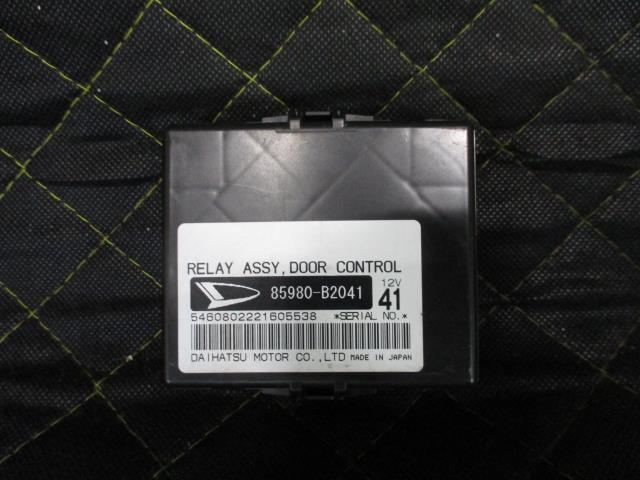 RELAY ASSY, DOOR CONTROL
85980-B2041
12V
41
5460802221605538 *SERIAL NO.*
DAIHATSU MOTOR CO.,LTD MADE IN JAPAN